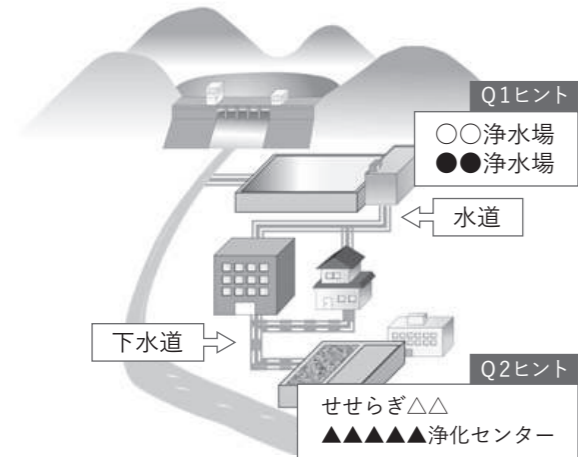 Q1ヒント
○○浄水場
●●浄水場
水道
下水道
Q2ヒント
せせらぎ△△
▲▲▲▲▲浄化センター